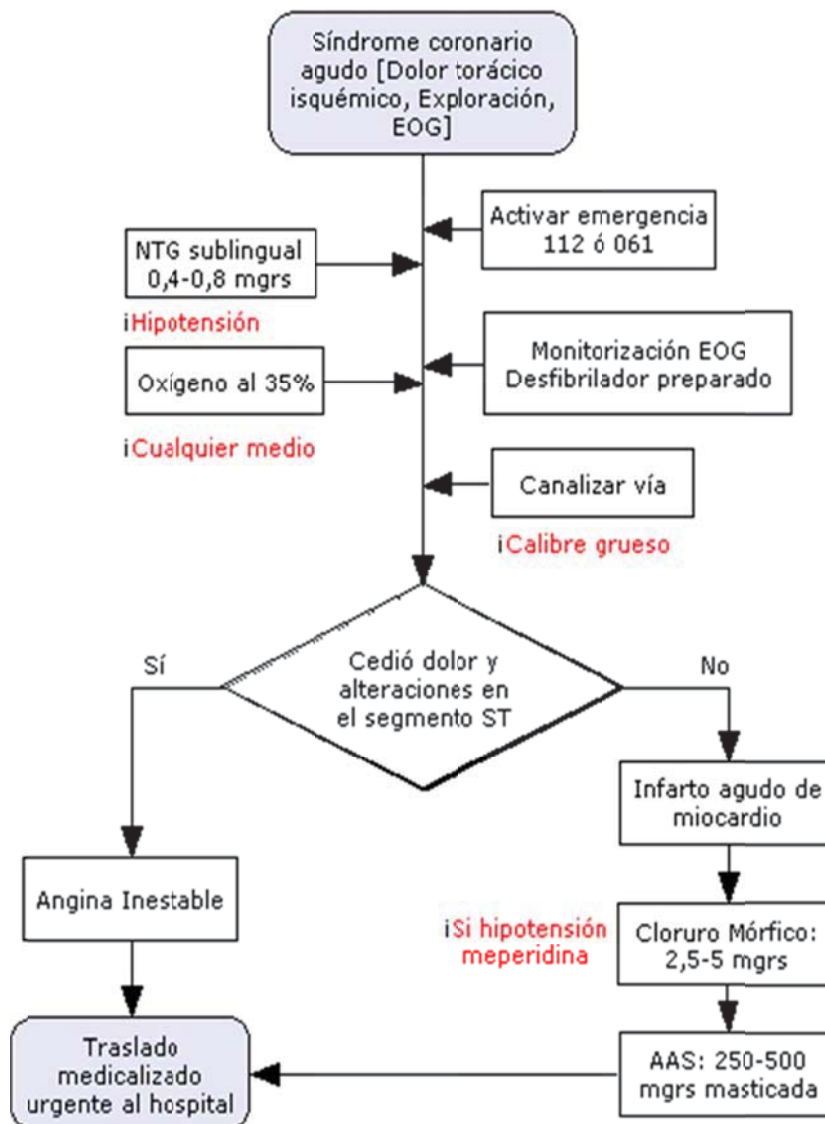 Síndrome coronario
agudo [Dolor torácico
isquémico, Exploración,
EOG]
Activar emergencia
112 ó 061
NTG sublingual
0,4-0,8 mgrs
¡Hipotensión
Monitorización EOG
Desfibrilador preparado
Oxígeno al 35%
¡Cualquier medio
Canalizar vía
¡Calibre grueso
Sí
Cedió dolor y
alteraciones en
el segmento ST
No
Infarto agudo de
miocardio
Angina Inestable
¡Si hipotensión
meperidina
Cloruro Mórfico:
2,5-5 mgrs
Traslado
medicalizado
urgente al hospital
AAS: 250-500
mgrs masticada